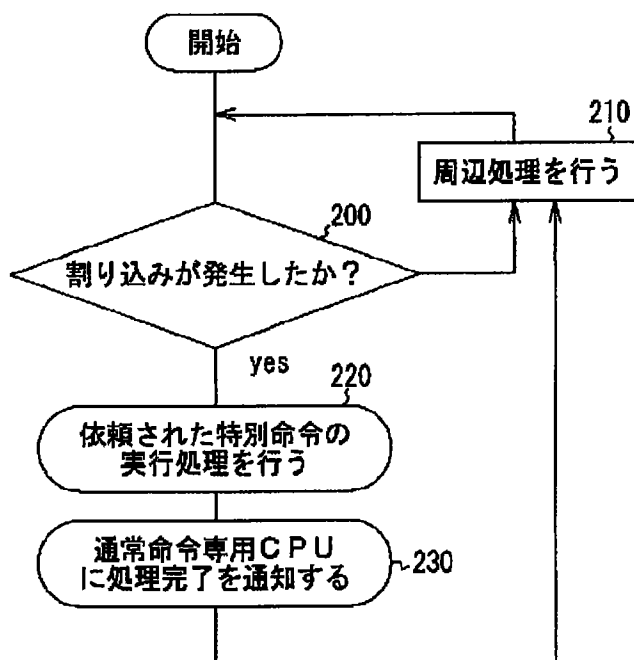 開始
210
周辺処理を行う
200
割り込みが発生したか？
yes
220
依頼された特別命令の
実行処理を行う
通常命令専用ＣＰＵ
に処理完了を通知する
230